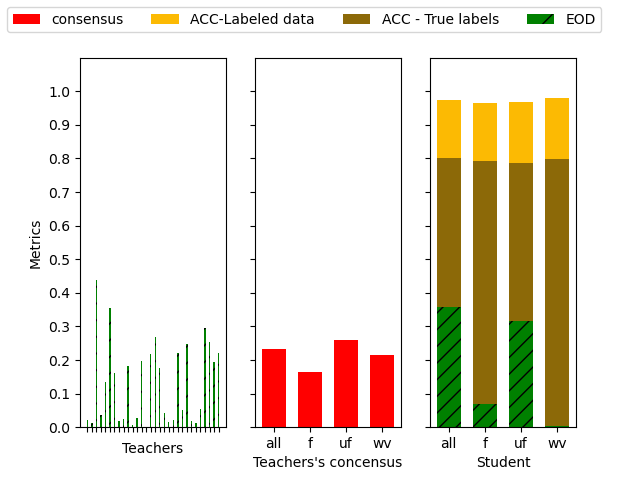 consensus ACC-Labeled data ACC - True labels EOD
Metrics
1.0
0.9
0.8
0.7
0.6
0.5
0.4
0.3
0.2
0.1
0.0
Teachers
all f uf wv
Teachers's concensus
all f uf wv
Student